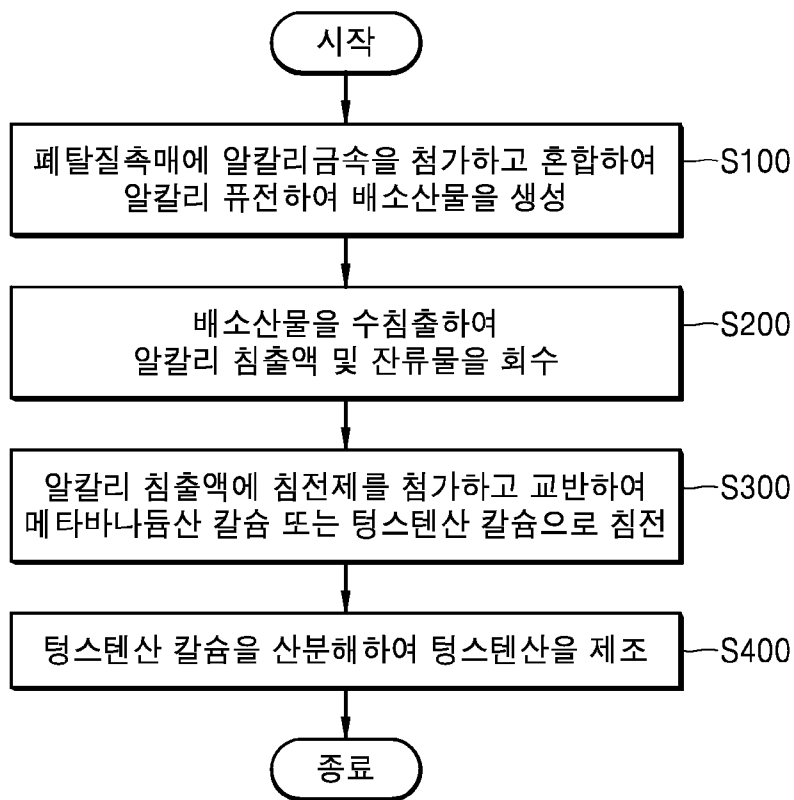 시작
폐탈질촉매에 알칼리금속을 첨가하고 혼합하여
알칼리 퓨전하여 배소산물을 생성
S100
배소산물을 수침출하여
알칼리 침출액 및 잔류물을 회수
S200
알칼리 침출액에 침전제를 첨가하고 교반하여
메타바나듐산 칼슘 또는 텅스텐산 칼슘으로 침전
S300
텅스텐산 칼슘을 산분해하여 텅스텐산을 제조
S400
종료